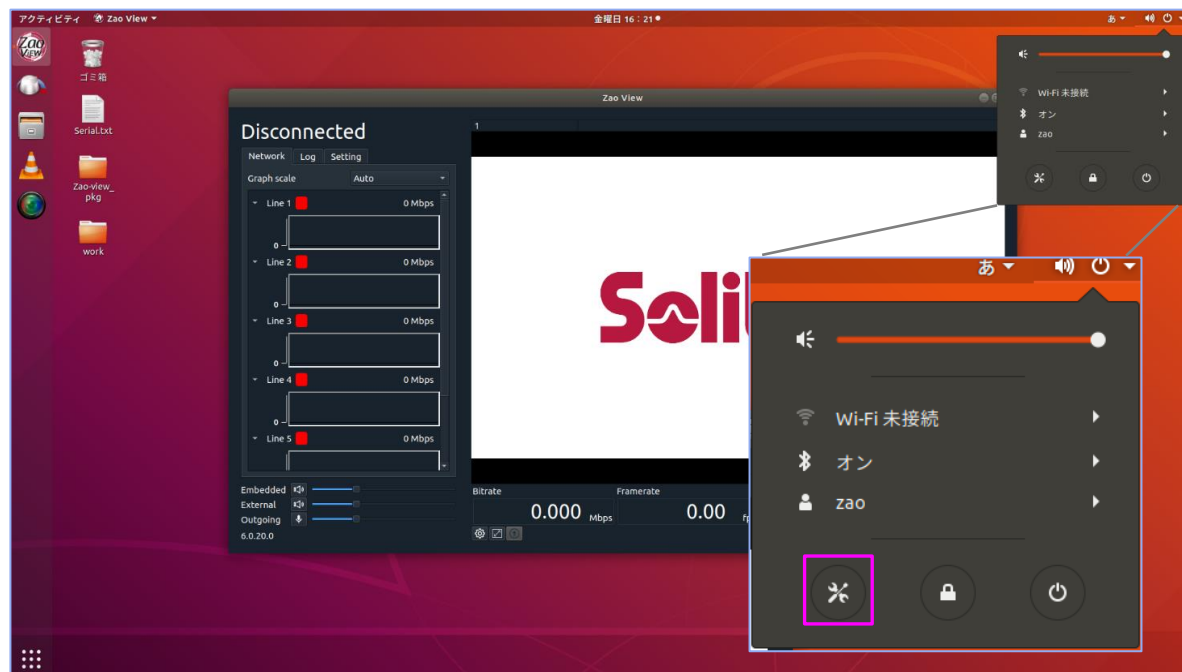 アクティビティ Zao View
金曜日 16：21
あ
Zao
VIEW
ゴミ箱
Serial.txt
Zao-view_
pkg
work
Zao View
Disconnected
Network Log Setting
Graph scale Auto
Line 1 0 Mbps
0
Line 2 0 Mbps
0
Line 3 0 Mbps
0
Line 4 0 Mbps
0
Line 5 0 Mbps
Embedded
External
Outgoing
6.0.20.0
1
Bitrate Framerate
0.000 Mbps 0.00
Wi-Fi 未接続
オン
zao
あ
Wi-Fi 未接続
オン
zao